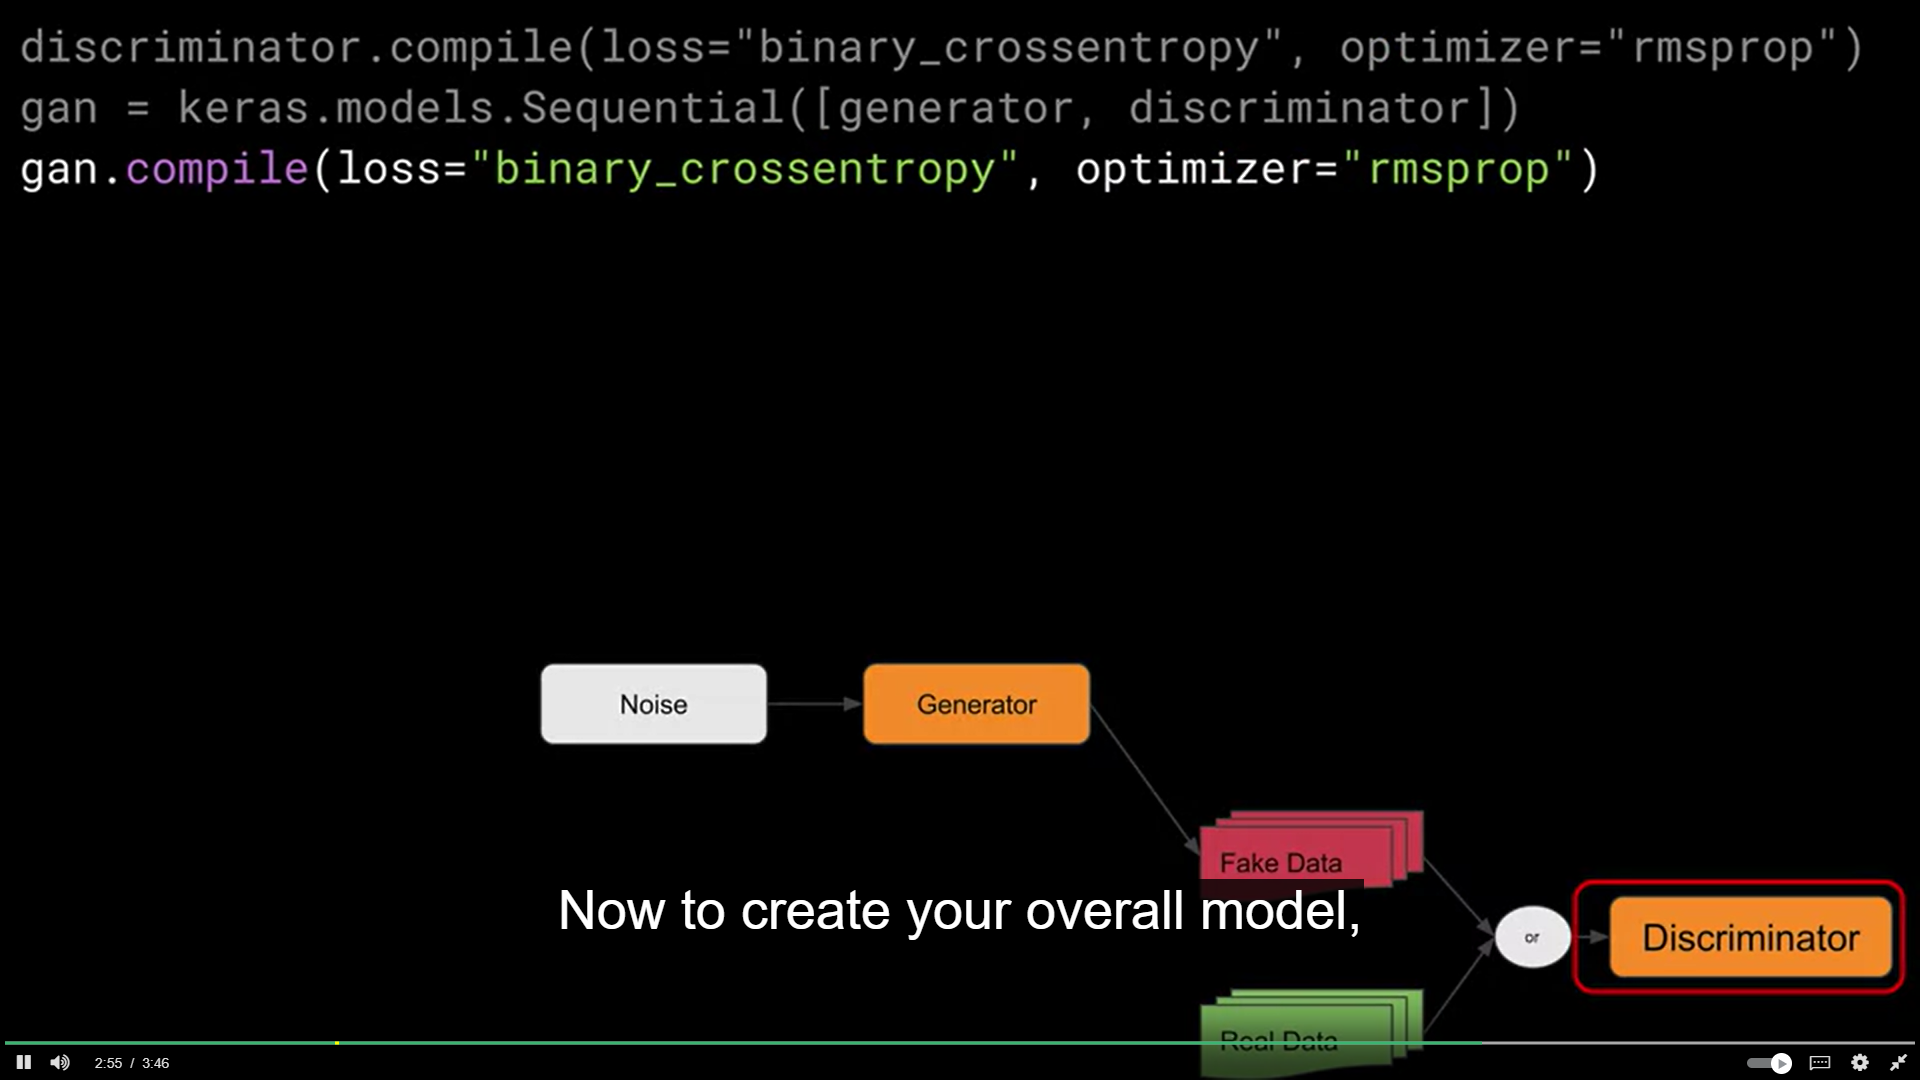 discriminator.compile(loss="binary_crossentropy", optimizer="rmsprop")
gan = keras.models.Sequential([generator, discriminator])
gan.compile(loss="binary_crossentropy", optimizer="rmsprop")
Noise
Generator
Fake Data
Now to create your overall model,
or
Discriminator
Real Data
2:55 / 3:46